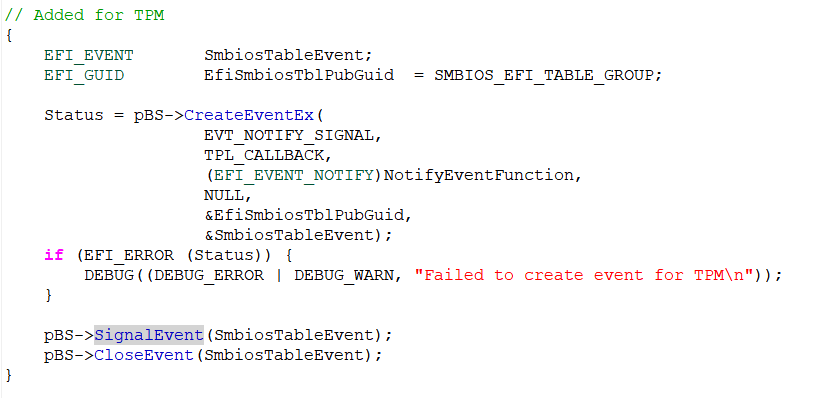 // Added for TPM
{
    EFI_EVENT       SmbiosTableEvent;
    EFI_GUID        EfiSmbiosTblPubGuid  = SMBIOS_EFI_TABLE_GROUP;

    Status = pBS->CreateEventEx(
                    EVT_NOTIFY_SIGNAL,
                    TPL_CALLBACK,
                    (EFI_EVENT_NOTIFY)NotifyEventFunction,
                    NULL,
                    &EfiSmbiosTblPubGuid,
                    &SmbiosTableEvent);
    if (EFI_ERROR (Status)) {
        DEBUG((DEBUG_ERROR | DEBUG_WARN, "Failed to create event for TPM\n"));
    }

    pBS->SignalEvent(SmbiosTableEvent);
    pBS->CloseEvent(SmbiosTableEvent);
}